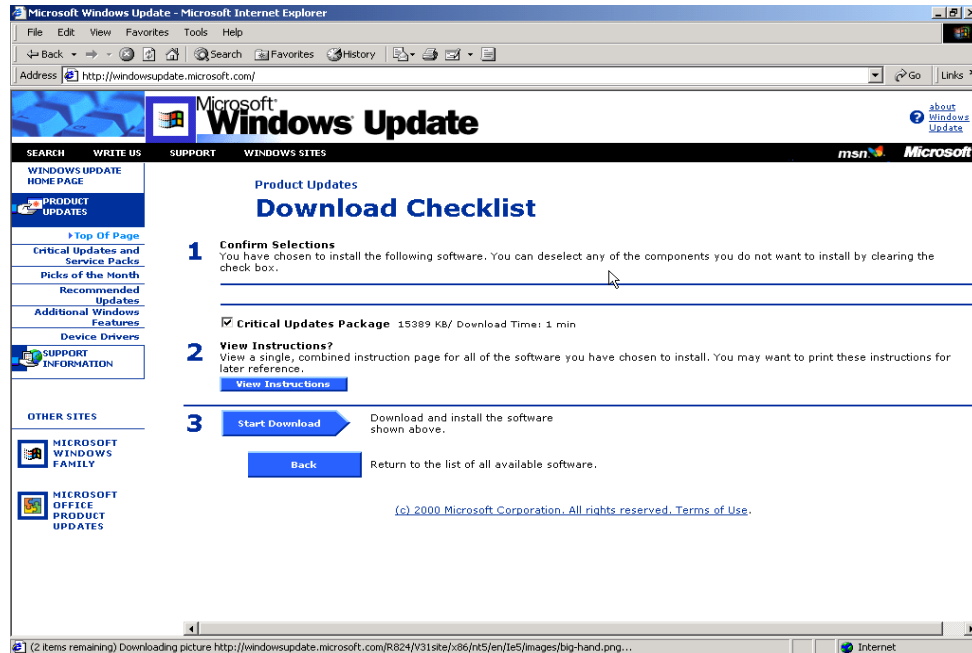 Microsoft Windows Update - Microsoft Internet Explorer
File Edit View Favorites Tools Help
Back Search Favorites History
Address http://windowsupdate.microsoft.com/ Go Links
Microsoft Windows Update
about Windows Update
SEARCH WRITE US SUPPORT WINDOWS SITES msn Microsoft
WINDOWS UPDATE
HOME PAGE
PRODUCT
UPDATES
Top Of Page
Critical Updates and
Service Packs
Picks of the Month
Recommended
Updates
Additional Windows
Features
Device Drivers
SUPPORT
INFORMATION
OTHER SITES
MICROSOFT
WINDOWS
FAMILY
MICROSOFT
OFFICE
PRODUCT
UPDATES
Product Updates
Download Checklist
1 Confirm Selections
You have chosen to install the following software. You can deselect any of the components you do not want to install by clearing the
check box.
Critical Updates Package 15389 KB/ Download Time: 1 min
2 View Instructions?
View a single, combined instruction page for all of the software you have chosen to install. You may want to print these instructions for
later reference.
View Instructions
3 Start Download Download and install the software
shown above.
Back Return to the list of all available software.
(c) 2000 Microsoft Corporation. All rights reserved. Terms of Use.
(2 items remaining) Downloading picture http://windowsupdate.microsoft.com/R824/V31site/x86/nt5/en/Ie5/images/big-hand.png... Internet